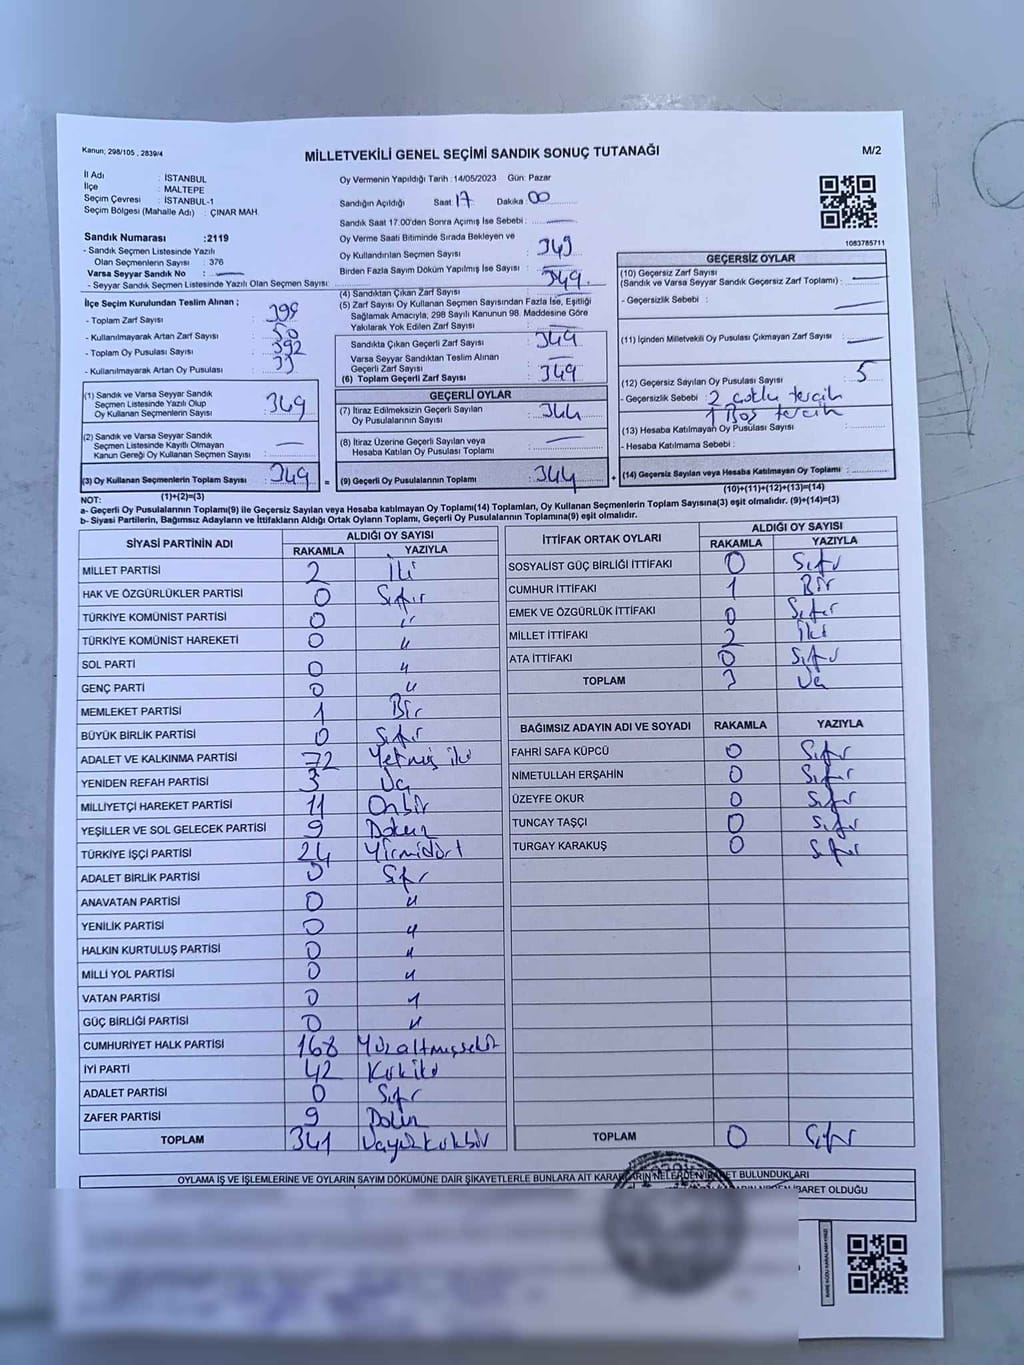 Kanun; 298/105 , 2839/4
MİLLETVEKİLİ GENEL SEÇİMİ SANDIK SONUÇ TUTANAĞI
M/2
İl Adı : İSTANBUL
İlçe : MALTEPE
Seçim Çevresi : İSTANBUL-1
Seçim Bölgesi (Mahalle Adı) : ÇINAR MAH.
Oy Vermenin Yapıldığı Tarih : 14/05/2023 Gün: Pazar
Sandığın Açıldığı Saat 17 Dakika 00
Sandık Saat 17.00'den Sonra Açımış İse Sebebi :
Sandık Numarası : 2119
- Sandık Seçmen Listesinde Yazılı
Olan Seçmenlerin Sayısı : 376
Varsa Seyyar Sandık No :
- Seyyar Sandık Seçmen Listesinde Yazılı Olan Seçmen Sayısı:
Oy Verme Saati Bitiminde Sırada Bekleyen ve
Oy Kullandırılan Seçmen Sayısı : 349
Birden Fazla Sayım Döküm Yapılmış İse Sayısı :
1083785711
İlçe Seçim Kurulundan Teslim Alınan ;
- Toplam Zarf Sayısı : 399
- Kullanılmayarak Artan Zarf Sayısı : 50
- Toplam Oy Pusulası Sayısı : 392
- Kullanılmayarak Artan Oy Pusulası :
(4) Sandıktan Çıkan Zarf Sayısı : 349
(5) Zarf Sayısı Oy Kullanan Seçmen Sayısından Fazla İse, Eşitliği
Sağlamak Amacıyla, 298 Sayılı Kanunun 98. Maddesine Göre
Yakılarak Yok Edilen Zarf Sayısı :
Sandıkta Çıkan Geçerli Zarf Sayısı : 349
Varsa Seyyar Sandıktan Teslim Alınan
Geçerli Zarf Sayısı :
(6) Toplam Geçerli Zarf Sayısı : 349
GEÇERSİZ OYLAR
(10) Geçersiz Zarf Sayısı
(Sandık ve Varsa Seyyar Sandık Geçersiz Zarf Toplamı) :
- Geçersizlik Sebebi :
(11) İçinden Milletvekili Oy Pusulası Çıkmayan Zarf Sayısı :
(12) Geçersiz Sayılan Oy Pusulası Sayısı : 5
- Geçersizlik Sebebi : 2 çoklu tercih
1 Boş tercih
(13) Hesaba Katılmayan Oy Pusulası Sayısı :
- Hesaba Katılmama Sebebi :
(14) Geçersiz Sayılan veya Hesaba Katılmayan Oy Toplamı :
(10)+(11)+(12)+(13)=(14)
(1) Sandık ve Varsa Seyyar
Sandık Listesinde Yazılı Olup
Oy Kullanan Seçmenlerin Sayısı : 349
(2) Sandık ve Varsa Seyyar Sandık
Seçmen Listesinde Kayıtlı Olmayan
Kanun Gereği Oy Kullanan Seçmen Sayısı :
(3) Oy Kullanan Seçmenlerin Toplam Sayısı : 349
(1)+(2)=(3)
GEÇERLİ OYLAR
(7) İtiraz Edilmeksizin Geçerli Sayılan
Oy Pusulalarının Sayısı : 344
(8) İtiraz Üzerine Geçerli Sayılan veya
Hesaba Katılan Oy Pusulası Toplamı :
(9) Geçerli Oy Pusulalarının Toplamı : 344
NOT:
a- Geçerli Oy Pusulalarının Toplamı(9) ile Geçersiz Sayılan veya Hesaba katılmayan Oy Toplamı(14) Toplamları, Oy Kullanan Seçmenlerin Toplam Sayısına(3) eşit olmalıdır. (9)+(14)=(3)
b- Siyasi Partilerin, Bağımsız Adayların ve İttifakların Aldığı Ortak Oyların Toplamı, Geçerli Oy Pusulalarının Toplamına(9) eşit olmalıdır.
SİYASİ PARTİNİN ADI ALDIĞI OY SAYISI
RAKAMLA YAZIYLA
MİLLET PARTİSİ 2 İki
HAK VE ÖZGÜRLÜKLER PARTİSİ 0 Sıfır
TÜRKİYE KOMÜNİST PARTİSİ 0 "
TÜRKİYE KOMÜNİST HAREKETİ 0 "
SOL PARTİ 0 "
GENÇ PARTİ 0 "
MEMLEKET PARTİSİ 1 Bir
BÜYÜK BİRLİK PARTİSİ 0 Sıfır
ADALET VE KALKINMA PARTİSİ 72 Yetmiş iki
YENİDEN REFAH PARTİSİ 3 Üç
MİLLİYETÇİ HAREKET PARTİSİ 11 Onbir
YEŞİLLER VE SOL GELECEK PARTİSİ 9 Dokuz
TÜRKİYE İŞÇİ PARTİSİ 24 Yirmidört
ADALET BİRLİK PARTİSİ 0 Sıfır
ANAVATAN PARTİSİ 0 "
YENİLİK PARTİSİ 0 "
HALKIN KURTULUŞ PARTİSİ 0 "
MİLLİ YOL PARTİSİ 0 "
VATAN PARTİSİ 0 "
GÜÇ BİRLİĞİ PARTİSİ 0 "
CUMHURİYET HALK PARTİSİ 168 Yüzaltmışsekiz
İYİ PARTİ 42 Kırkiki
ADALET PARTİSİ 0 Sıfır
ZAFER PARTİSİ 9 Dokuz
TOPLAM 341 Üçyüzkırkbir
İTTİFAK ORTAK OYLARI ALDIĞI OY SAYISI
RAKAMLA YAZIYLA
SOSYALİST GÜÇ BİRLİĞİ İTTİFAKI 0 Sıfır
CUMHUR İTTİFAKI 1 Bir
EMEK VE ÖZGÜRLÜK İTTİFAKI 0 Sıfır
MİLLET İTTİFAKI 2 İki
ATA İTTİFAKI 0 Sıfır
TOPLAM 3 Üç
BAĞIMSIZ ADAYIN ADI VE SOYADI RAKAMLA YAZIYLA
FAHRİ SAFA KÜPCÜ 0 Sıfır
NİMETULLAH ERŞAHİN 0 Sıfır
ÜZEYFE OKUR 0 Sıfır
TUNCAY TAŞÇI 0 Sıfır
TURGAY KARAKUŞ 0 Sıfır
TOPLAM 0 Sıfır
OYLAMA İŞ VE İŞLEMLERİNE VE OYLARIN SAYIM DÖKÜMÜNE DAİR ŞİKAYETLERLE BUNLARA AİT KARARLARIN NELERDEN İBARET BULUNDUKLARI
İBARET OLDUĞU